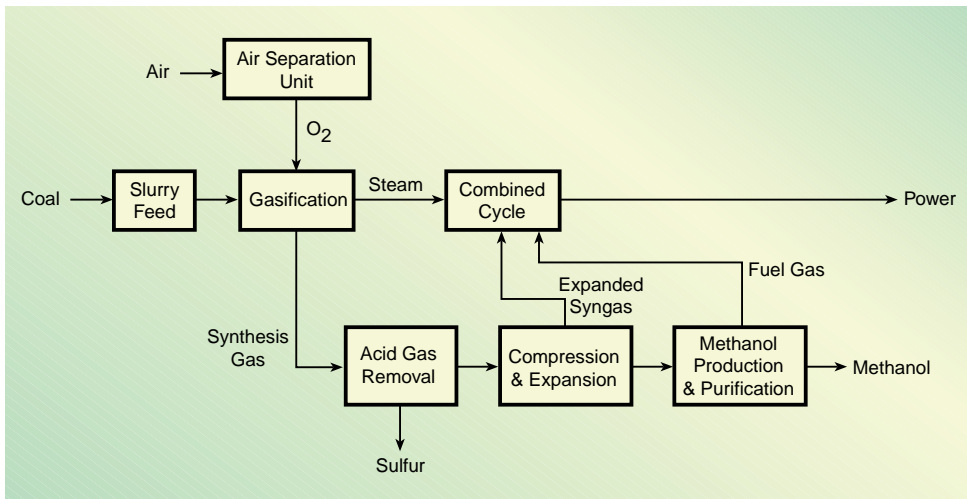 Air Separation
Unit
Air
O2
Coal
Slurry
Feed
Gasification
Steam
Combined
Cycle
Power
Expanded
Syngas
Fuel Gas
Synthesis
Gas
Acid Gas
Removal
Compression
& Expansion
Methanol
Production
& Purification
Methanol
Sulfur